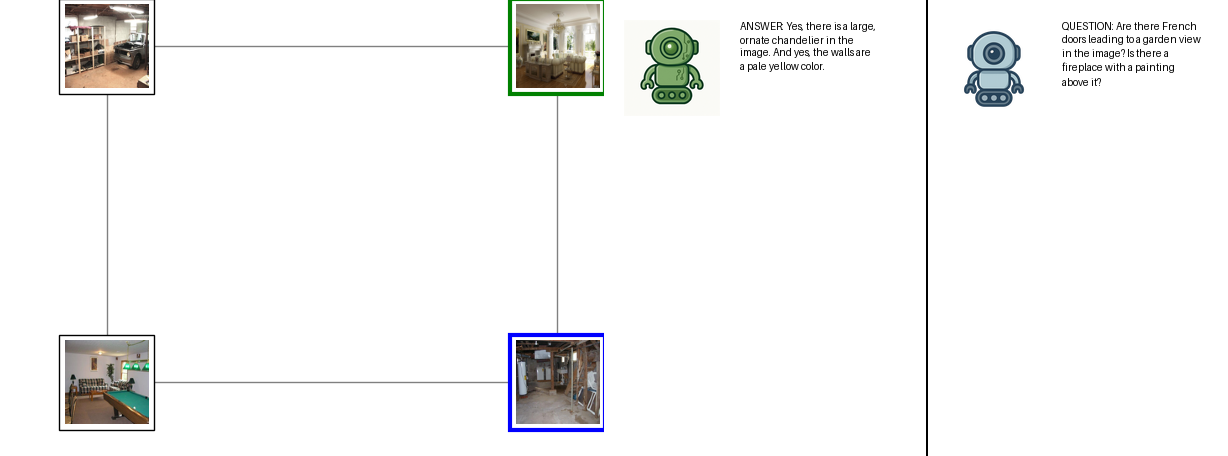 ANSWER: Yes, there is a large,
ornate chandelier in the
image. And yes, the walls are
a pale yellow color.
QUESTION: Are there French
doors leading to a garden view
in the image? Is there a
fireplace with a painting
above it?